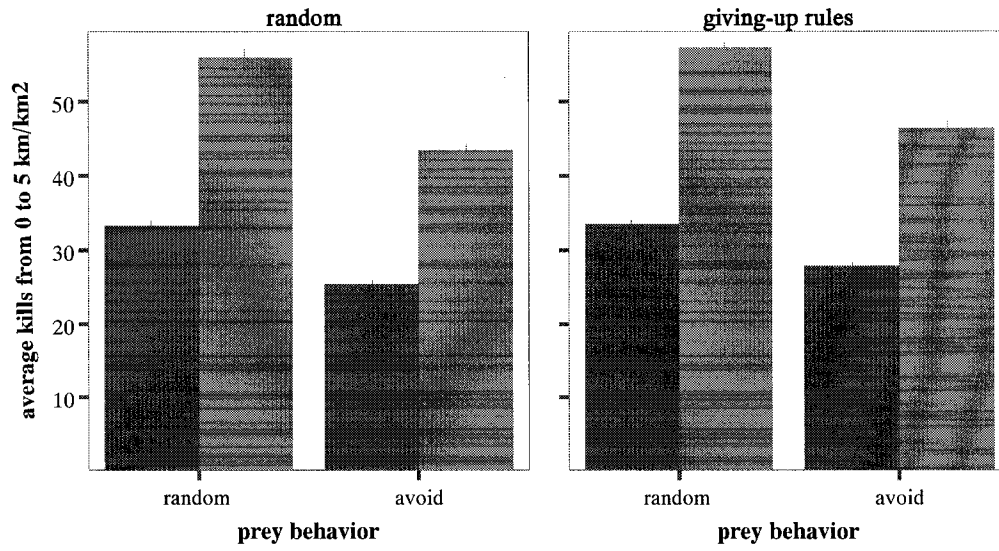 random
giving-up rules
average kills from 0 to 5 km/km2
50
40
30
20
10
random
avoid
random
avoid
prey behavior
prey behavior